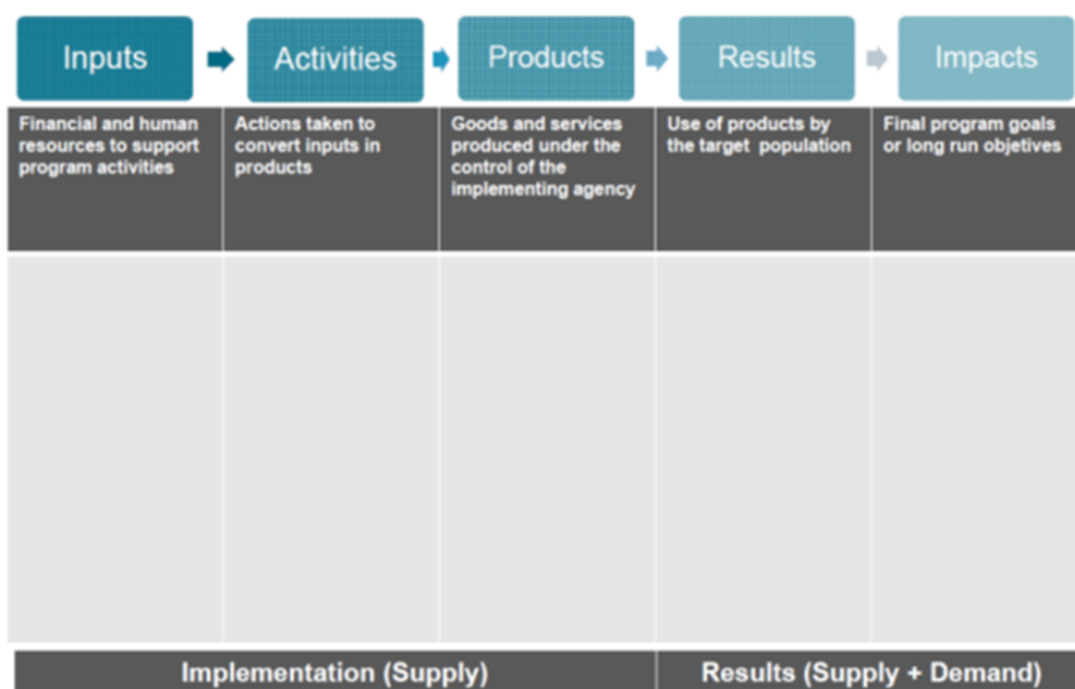 Inputs
Activities
Products
Results
Impacts
Financial and human
resources to support
program activities
Actions taken to
convert inputs in
products
Goods and services
produced under the
control of the
implementing agency
Use of products by
the target population
Final program goals
or long run objetives
Implementation (Supply)
Results (Supply + Demand)